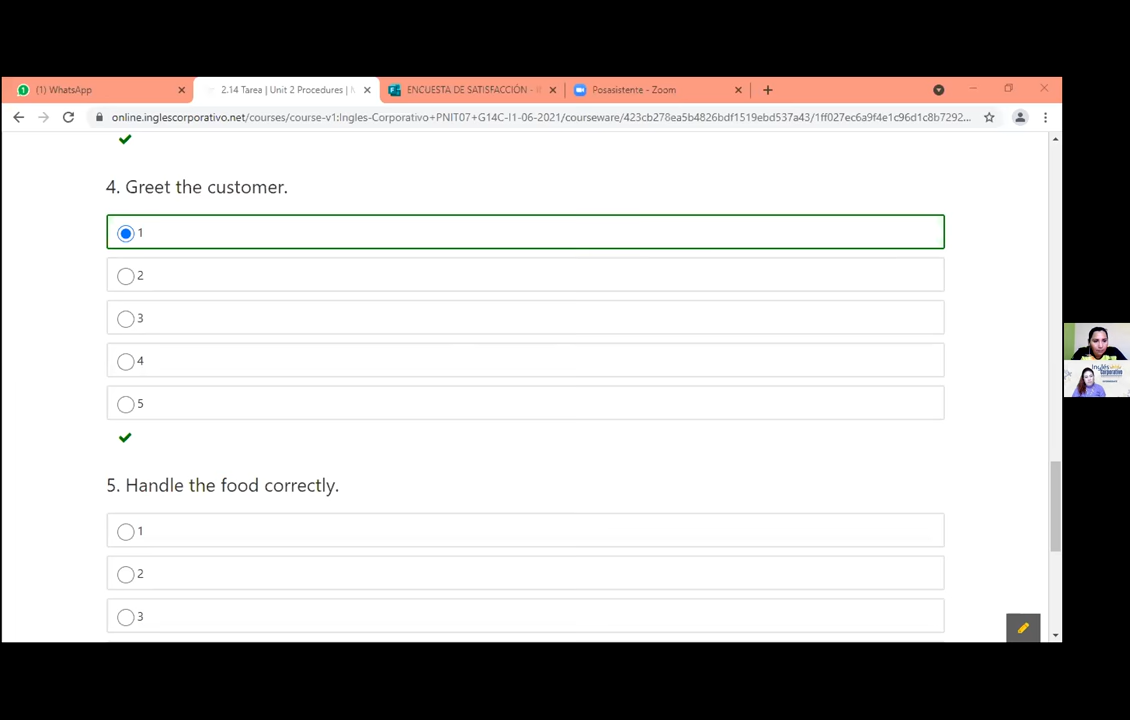 (1) WhatsApp
2.14 Tarea | Unit 2 Procedures |
ENCUESTA DE SATISFACCIÓN -
Posasistente - Zoom
online.inglescorporativo.net/courses/course-v1:Ingles-Corporativo+PNIT07+G14C-I1-06-2021/courseware/423cb278ea5b4826bdf1519ebd537a43/1ff027ec6a9f4e1c96d1c8b7292...
4. Greet the customer.
1
2
3
4
5
5. Handle the food correctly.
1
2
3
Inglés
Corporativo